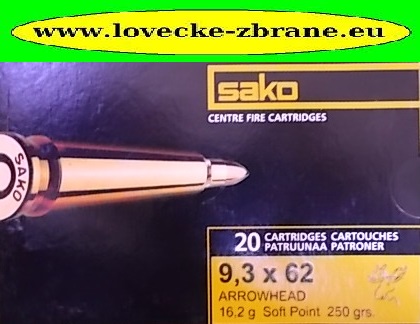 www.lovecke-zbrane.eu
sako
CENTRE FIRE CARTRIDGES
SAKO
20 CARTRIDGES CARTOUCHES
PATRUUNAA PATRONER
9,3 x 62
ARROWHEAD
16,2 g Soft Point 250 grs.